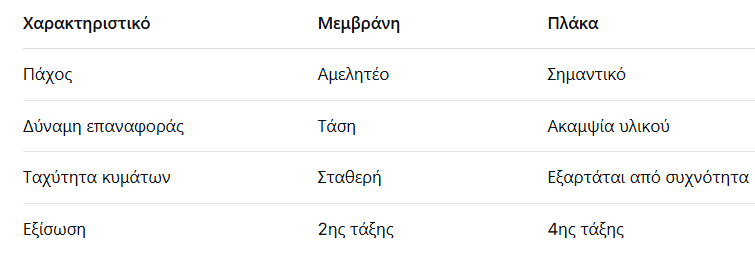 Χαρακτηριστικό Μεμβράνη Πλάκα
Πάχος Αμελητέο Σημαντικό
Δύναμη επαναφοράς Τάση Ακαμψία υλικού
Ταχύτητα κυμάτων Σταθερή Εξαρτάται από συχνότητα
Εξίσωση 2ης τάξης 4ης τάξης